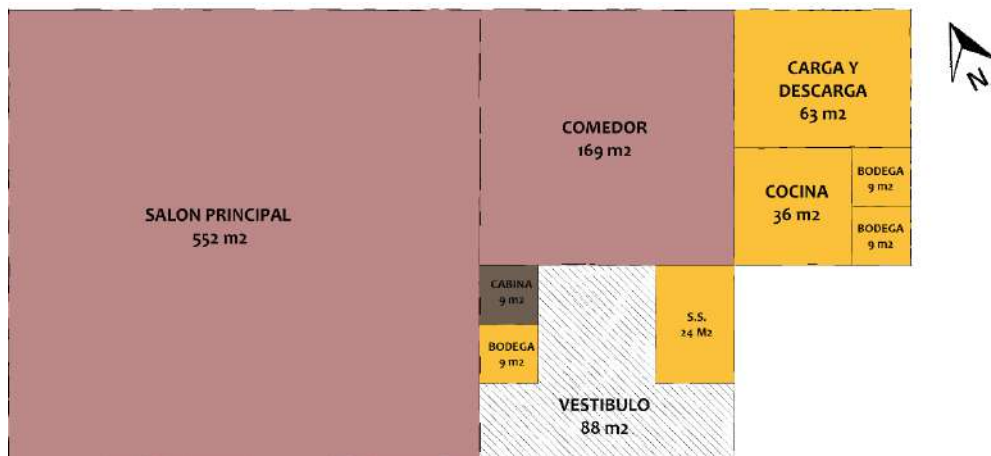 CARGA Y
DESCARGA
63 m2
COMEDOR
169 m2
BODEGA
9 m2
COCINA
36 m2
BODEGA
9 m2
SALON PRINCIPAL
552 m2
CABINA
9 m2
S.S.
24 M2
BODEGA
9 m2
VESTIBULO
88 m2
N